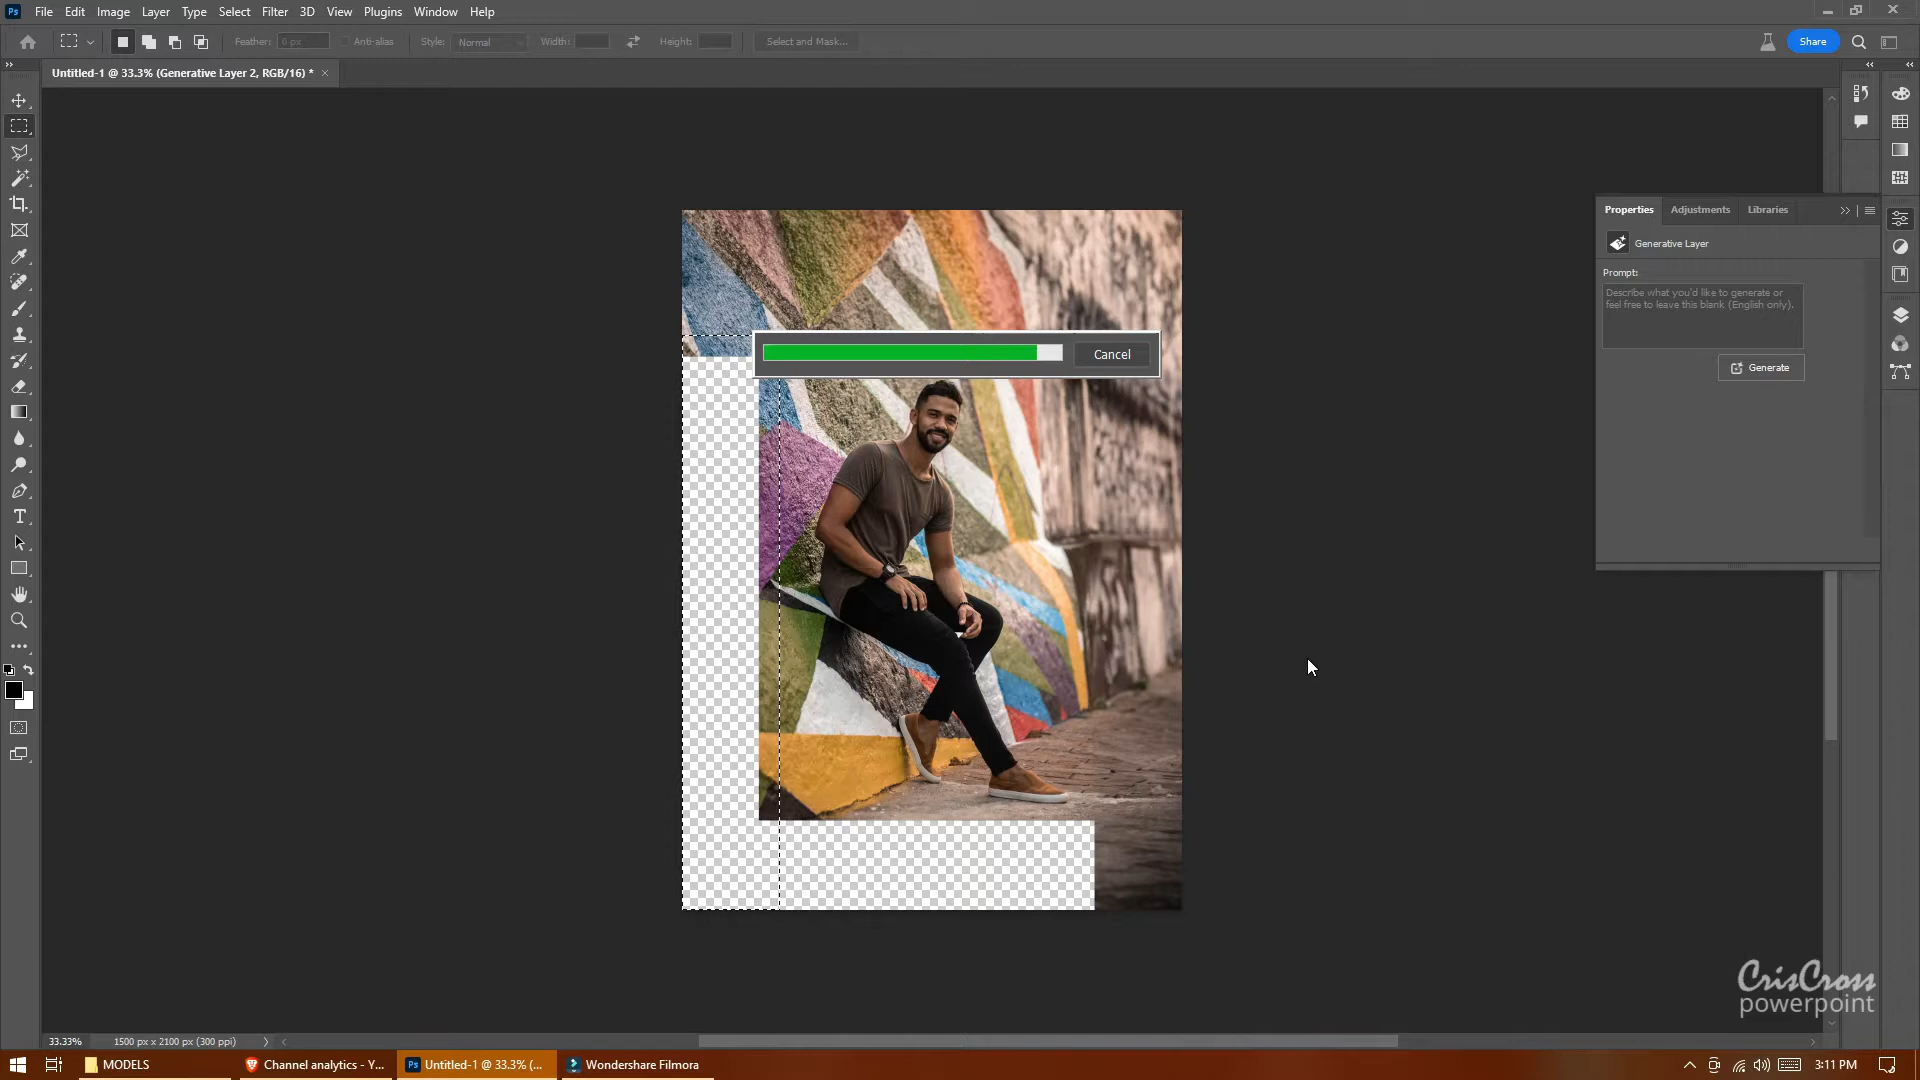 Ps File Edit Image Layer Type Select Filter 3D View Plugins Window Help
Feather: 0 px Anti-alias Style: Normal Width: Height: Select and Mask... Share
Untitled-1 @ 33.3% (Generative Layer 2, RGB/16) *
Properties Adjustments Libraries
Generative Layer
Prompt:
Describe what you'd like to generate or
feel free to leave this blank (English only).
Cancel
Generate
CrisCross
powerpoint
33.33% 1500 px x 2100 px (300 ppi)
MODELS Channel analytics - Y... Ps Untitled-1 @ 33.3% (... Wondershare Filmora 3:11 PM